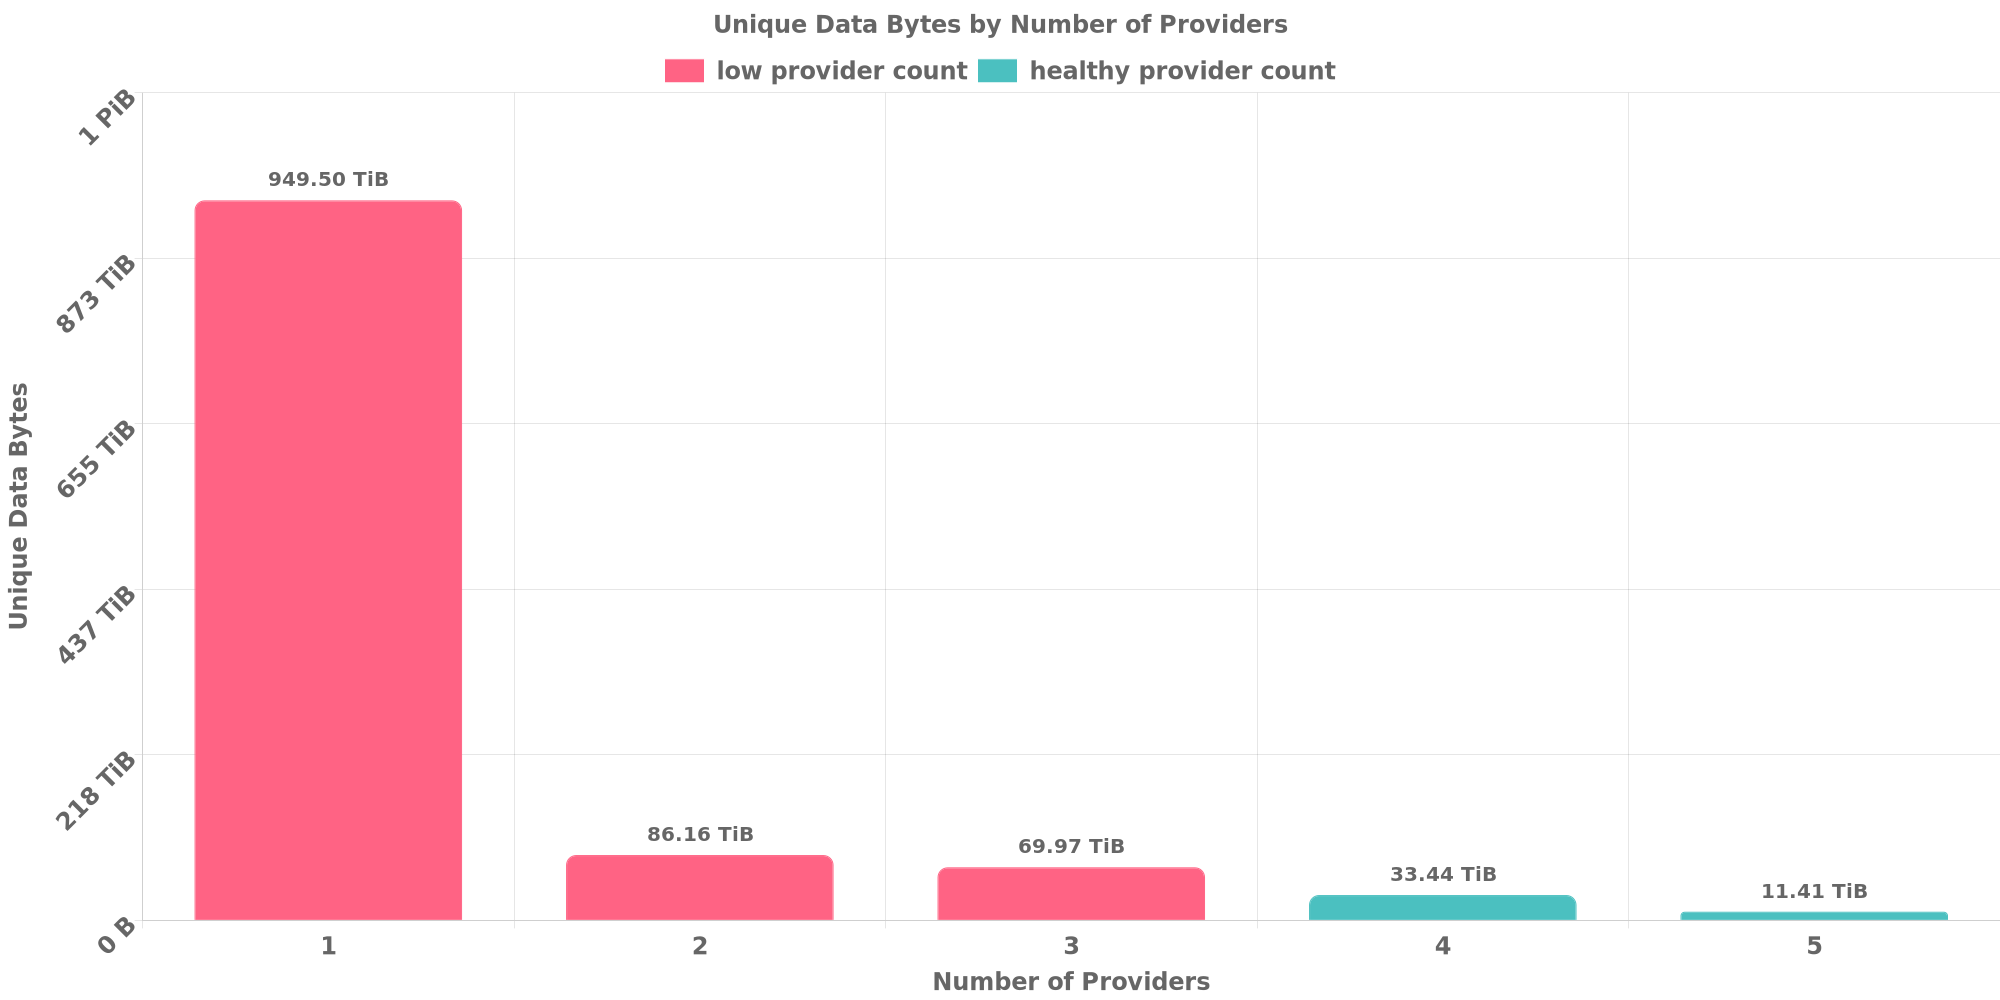 Unique Data Bytes by Number of Providers
low provider count
healthy provider count
1 PiB
873 TiB
655 TiB
437 TiB
218 TiB
0 B
Unique Data Bytes
949.50 TiB
86.16 TiB
69.97 TiB
33.44 TiB
11.41 TiB
1
2
3
4
5
Number of Providers